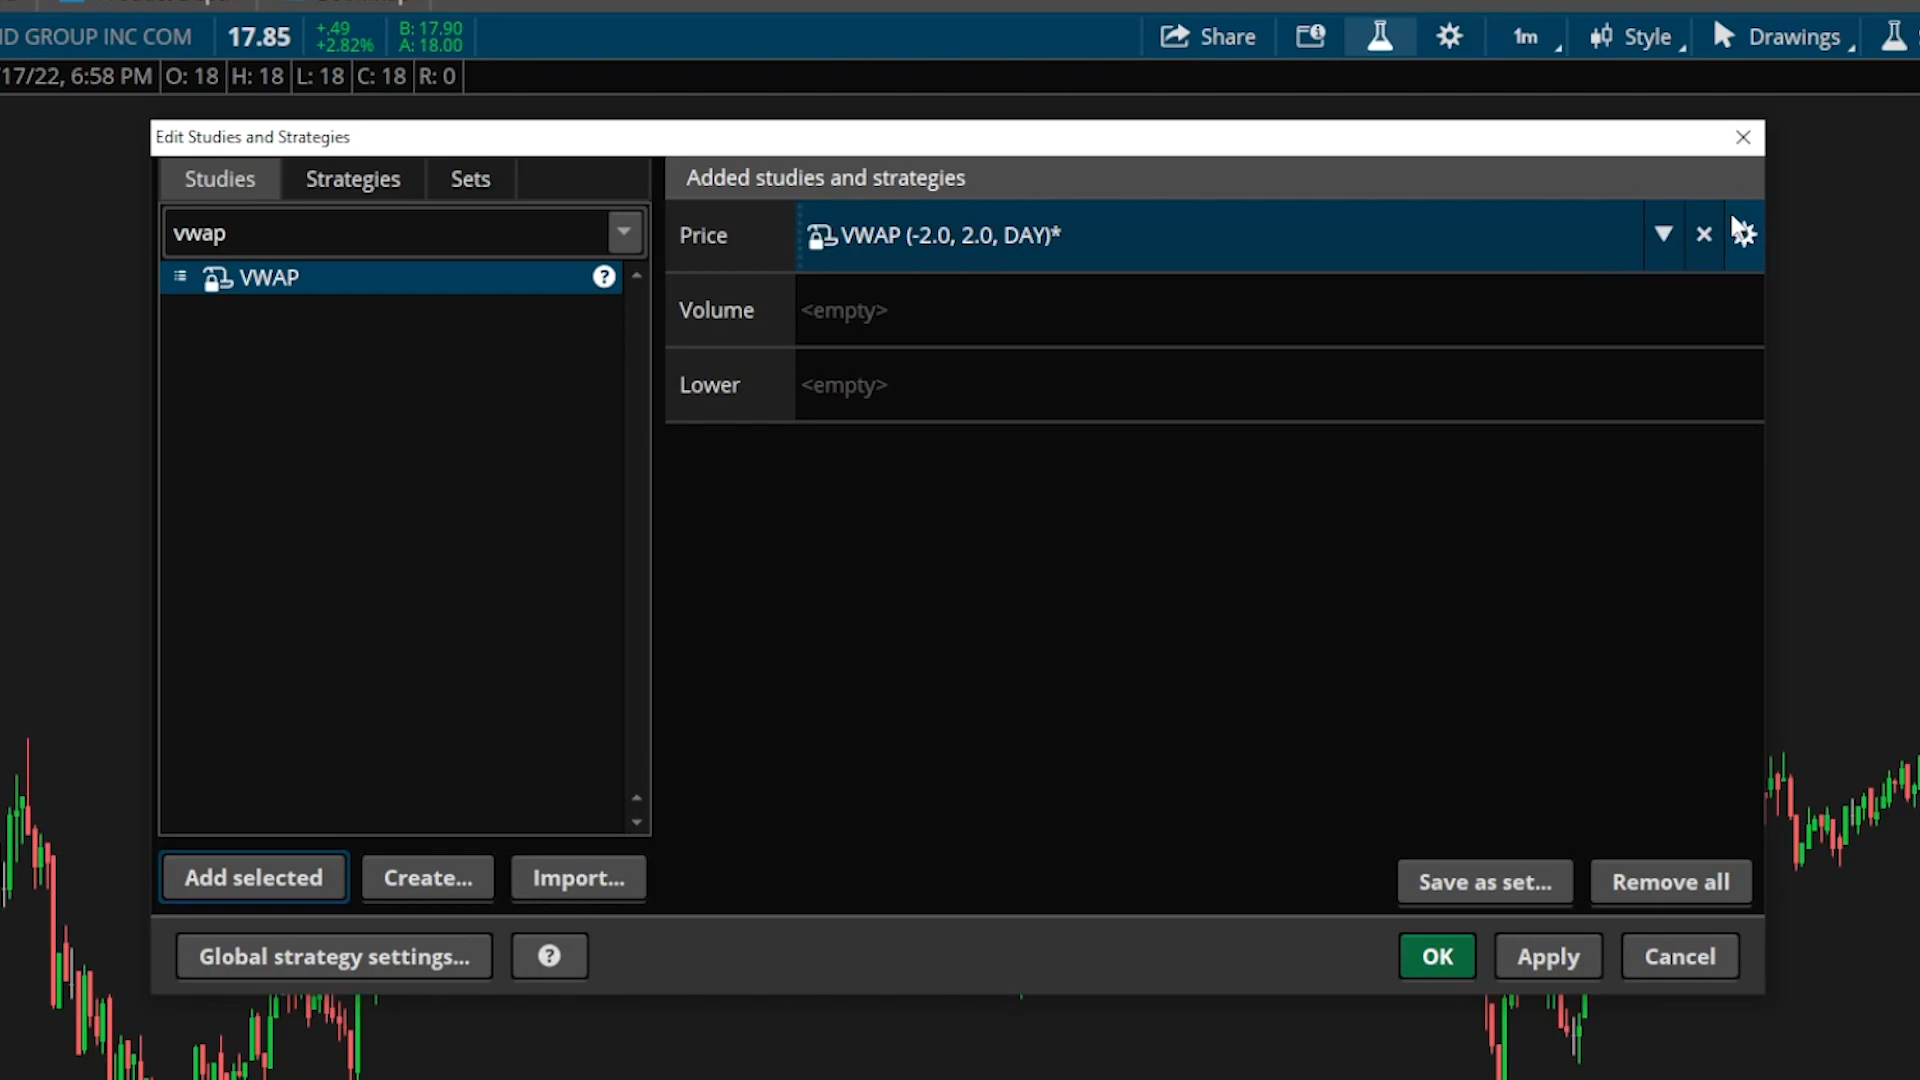 D GROUP INC COM 17.85 +.49 +2.82% B: 17.90 A: 18.00 Share 1m Style Drawings
17/22, 6:58 PM O: 18 H: 18 L: 18 C: 18 R: 0
Edit Studies and Strategies
Studies Strategies Sets
Added studies and strategies
vwap
Price VWAP (-2.0, 2.0, DAY)*
VWAP ?
Volume <empty>
Lower <empty>
Add selected Create... Import...
Save as set... Remove all
Global strategy settings... ?
OK Apply Cancel